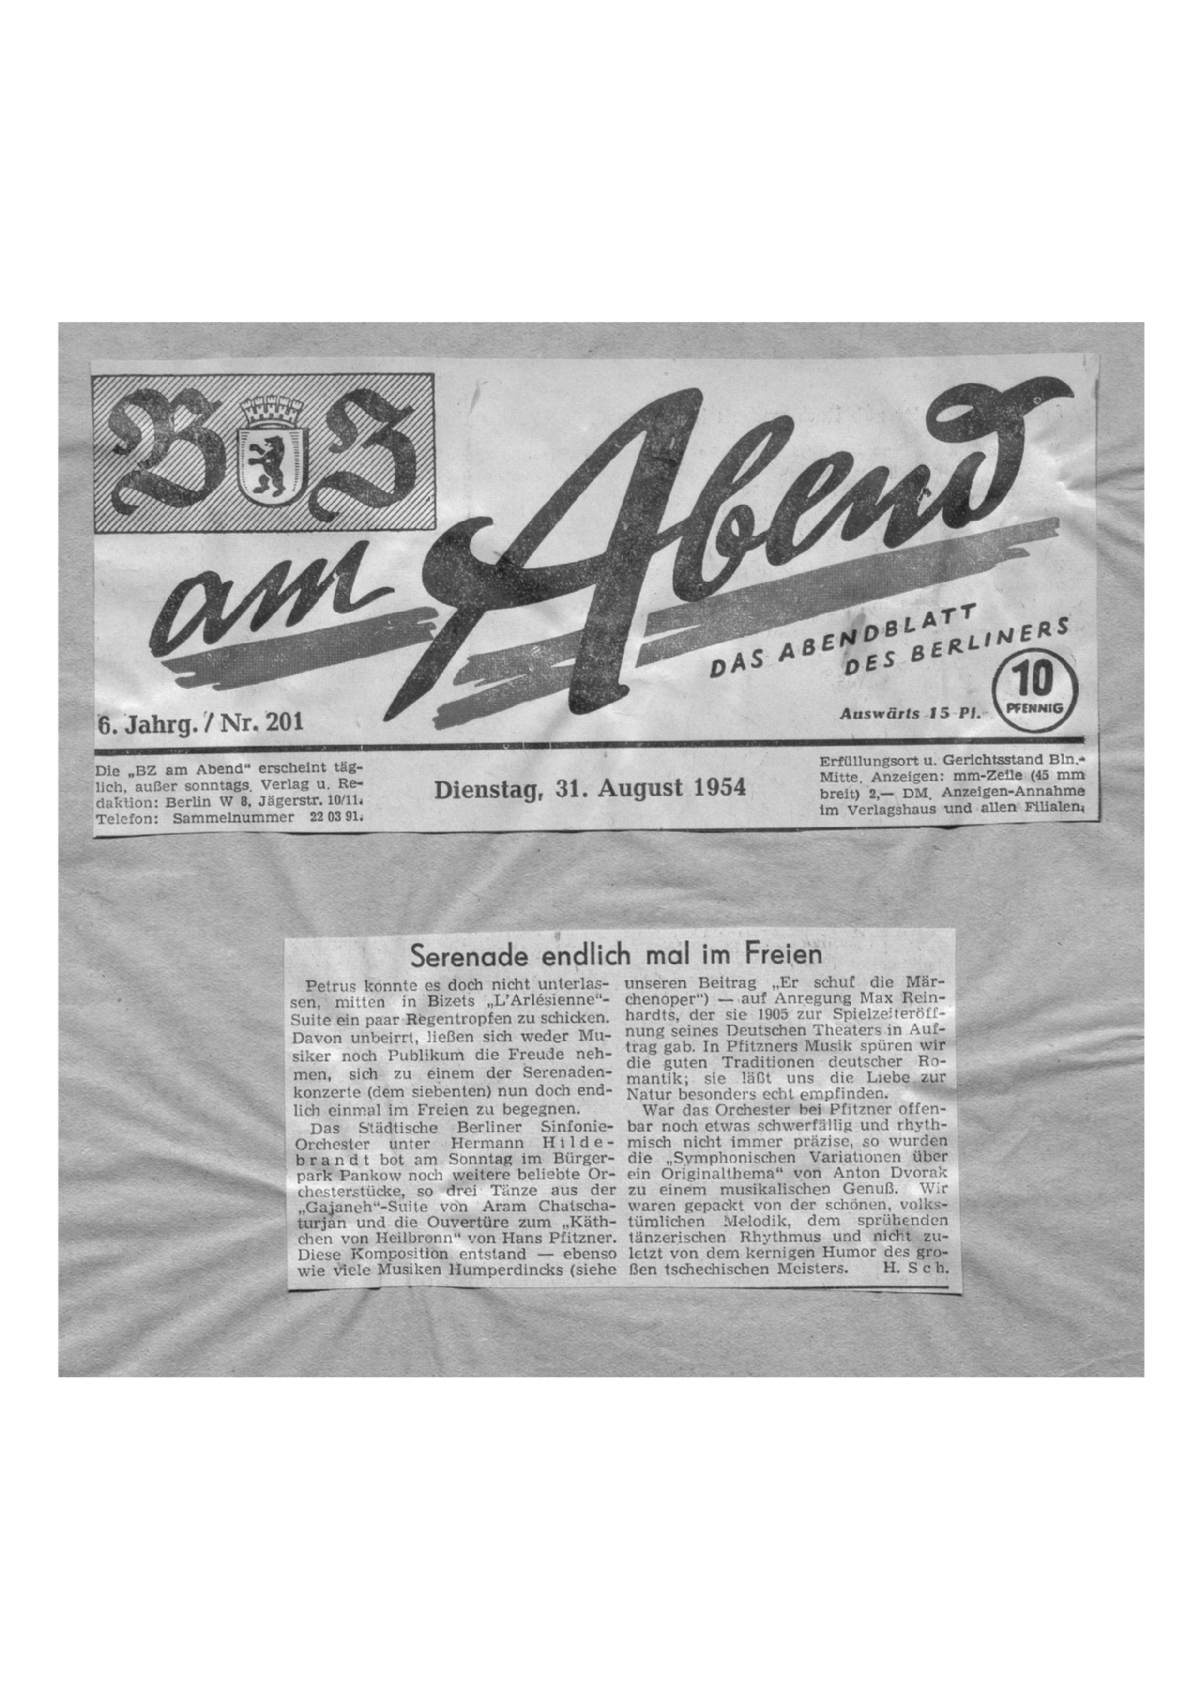 BZ
am Abend
DAS ABENDBLATT
DES BERLINERS
10
PFENNIG
6. Jahrg. / Nr. 201
Auswärts 15 Pf.
Die „BZ am Abend“ erscheint täg-
lich, außer sonntags. Verlag u. Re-
daktion: Berlin W 8, Jägerstr. 10/11.
Telefon: Sammelnummer 22 03 91.
Dienstag, 31. August 1954
Erfüllungsort u. Gerichtsstand Bln.-
Mitte. Anzeigen: mm-Zeile (45 mm
breit) 2,— DM. Anzeigen-Annahme
im Verlagshaus und allen Filialen.
Serenade endlich mal im Freien
Petrus konnte es doch nicht unterlas-
sen, mitten in Bizets „L'Arlésienne“-
Suite ein paar Regentropfen zu schicken.
Davon unbeirrt, ließen sich weder Mu-
siker noch Publikum die Freude neh-
men, sich zu einem der Serenaden-
konzerte (dem siebenten) nun doch end-
lich einmal im Freien zu begegnen.
Das Städtische Berliner Sinfonie-
Orchester unter Hermann Hilde-
brandt bot am Sonntag im Bürger-
park Pankow noch weitere beliebte Or-
chesterstücke, so drei Tänze aus der
„Gajaneh“-Suite von Aram Chatscha-
turjan und die Ouvertüre zum „Käth-
chen von Heilbronn“ von Hans Pfitzner.
Diese Komposition entstand — ebenso
wie viele Musiken Humperdincks (siehe
unseren Beitrag „Er schuf die Mär-
chenoper“) — auf Anregung Max Rein-
hardts, der sie 1905 zur Spielzeiteröff-
nung seines Deutschen Theaters in Auf-
trag gab. In Pfitzners Musik spüren wir
die guten Traditionen deutscher Ro-
mantik; sie läßt uns die Liebe zur
Natur besonders echt empfinden.
War das Orchester bei Pfitzner offen-
bar noch etwas schwerfällig und rhyth-
misch nicht immer präzise, so wurden
die „Symphonischen Variationen über
ein Originalthema“ von Anton Dvorak
zu einem musikalischen Genuß. Wir
waren gepackt von der schönen, volks-
tümlichen Melodik, dem sprühenden
tänzerischen Rhythmus und nicht zu-
letzt von dem kernigen Humor des gro-
ßen tschechischen Meisters. H. Sch.